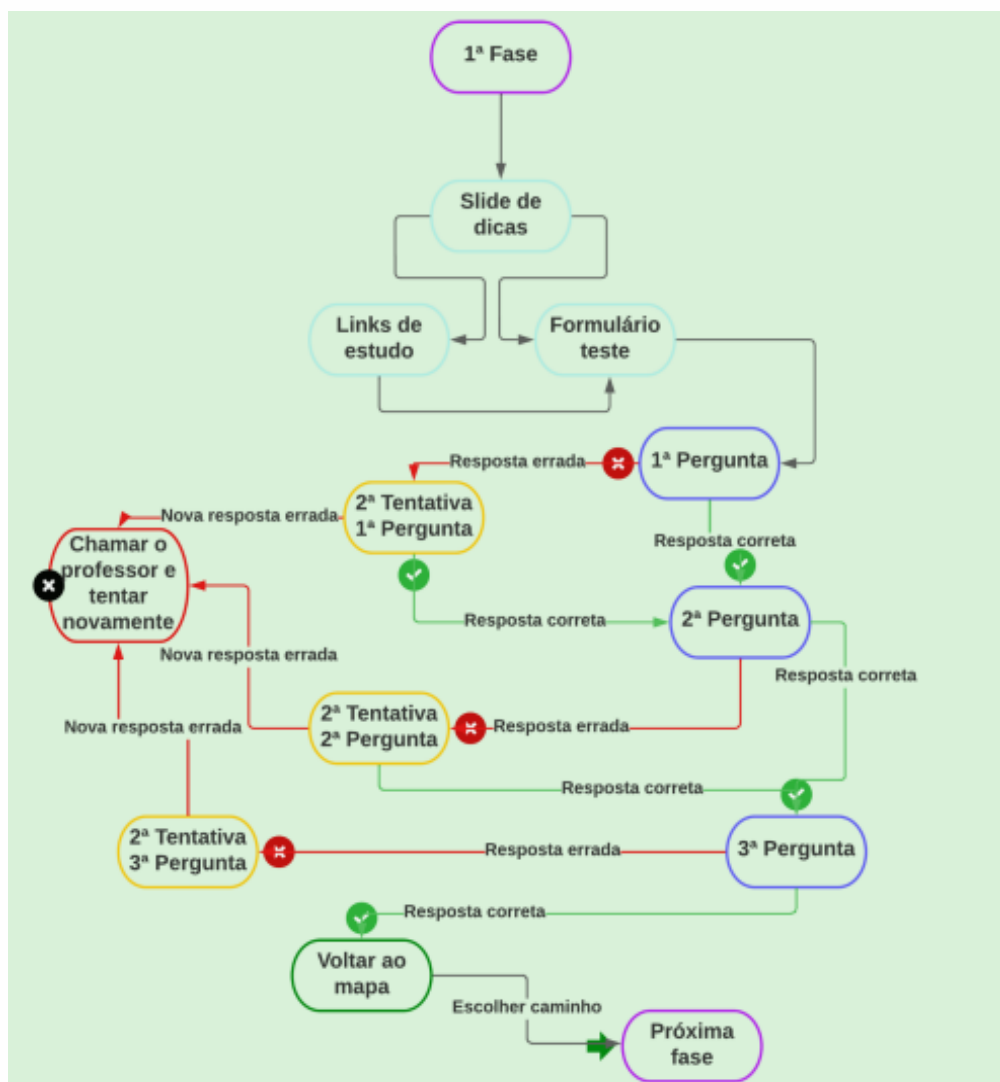 1ª Fase
Slide de
dicas
Links de
estudo
Formulário
teste
1ª Pergunta
Resposta errada
2ª Tentativa
1ª Pergunta
Nova resposta errada
Chamar o
professor e
tentar
novamente
Resposta correta
Resposta correta
2ª Pergunta
Nova resposta errada
Resposta correta
2ª Tentativa
2ª Pergunta
Resposta errada
Nova resposta errada
Resposta correta
2ª Tentativa
3ª Pergunta
Resposta errada
3ª Pergunta
Resposta correta
Voltar ao
mapa
Escolher caminho
Próxima
fase